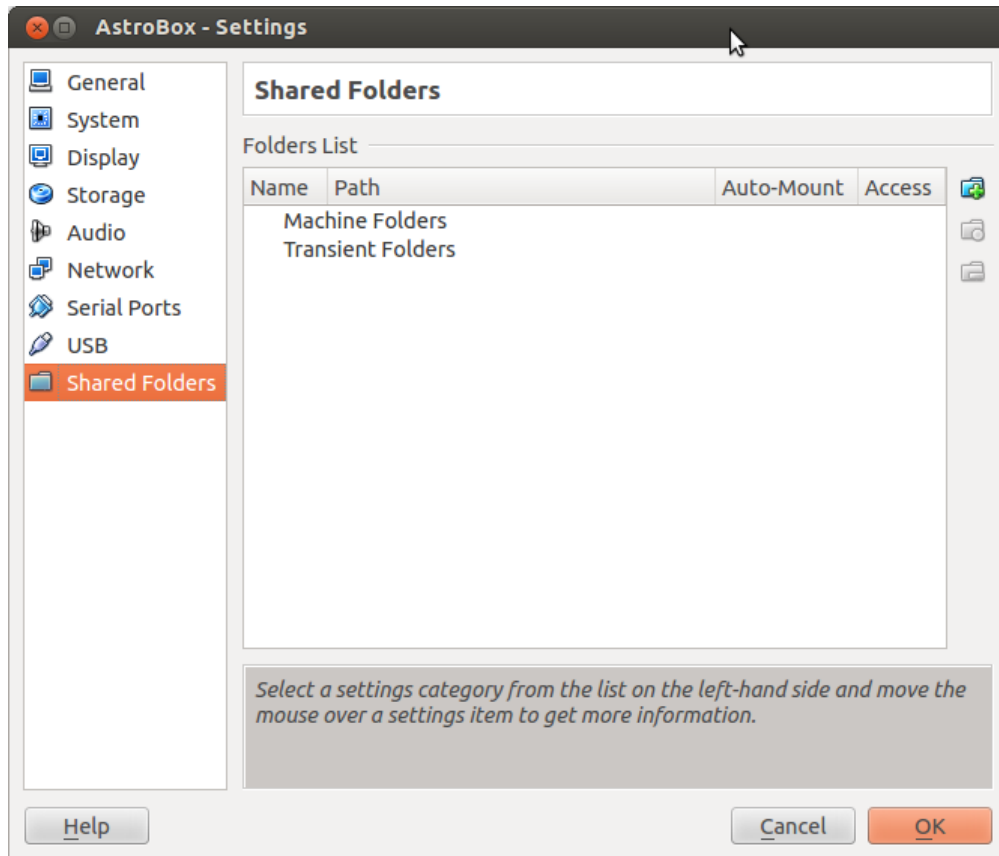 AstroBox - Settings
General
System
Display
Storage
Audio
Network
Serial Ports
USB
Shared Folders
Shared Folders
Folders List
Name Path Auto-Mount Access
Machine Folders
Transient Folders
Select a settings category from the list on the left-hand side and move the
mouse over a settings item to get more information.
Help Cancel OK